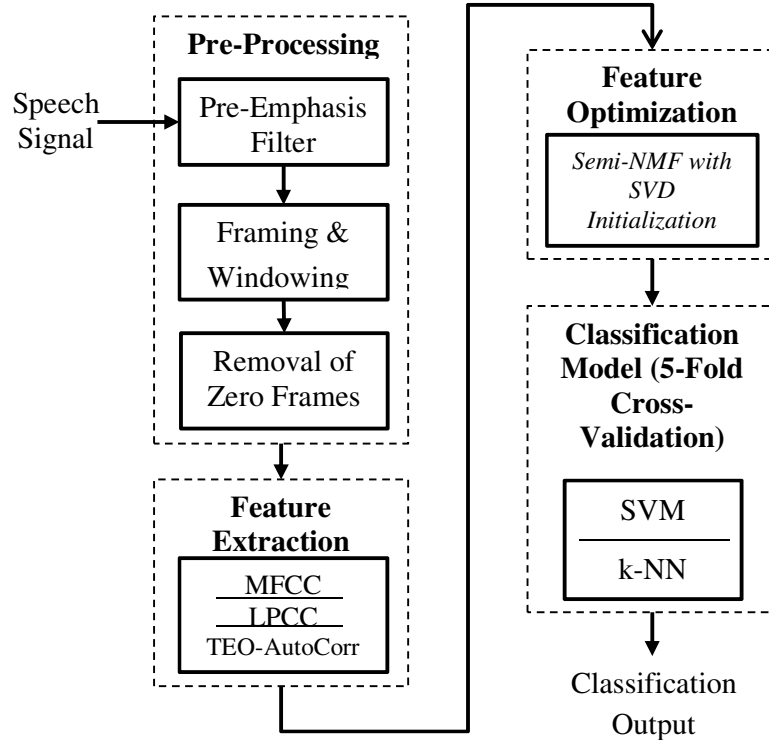 Pre-Processing
Speech
Signal
Pre-Emphasis
Filter
Framing &
Windowing
Removal of
Zero Frames
Feature
Extraction
MFCC
LPCC
TEO-AutoCorr
Feature
Optimization
Semi-NMF with
SVD
Initialization
Classification
Model (5-Fold
Cross-
Validation)
SVM
k-NN
Classification
Output